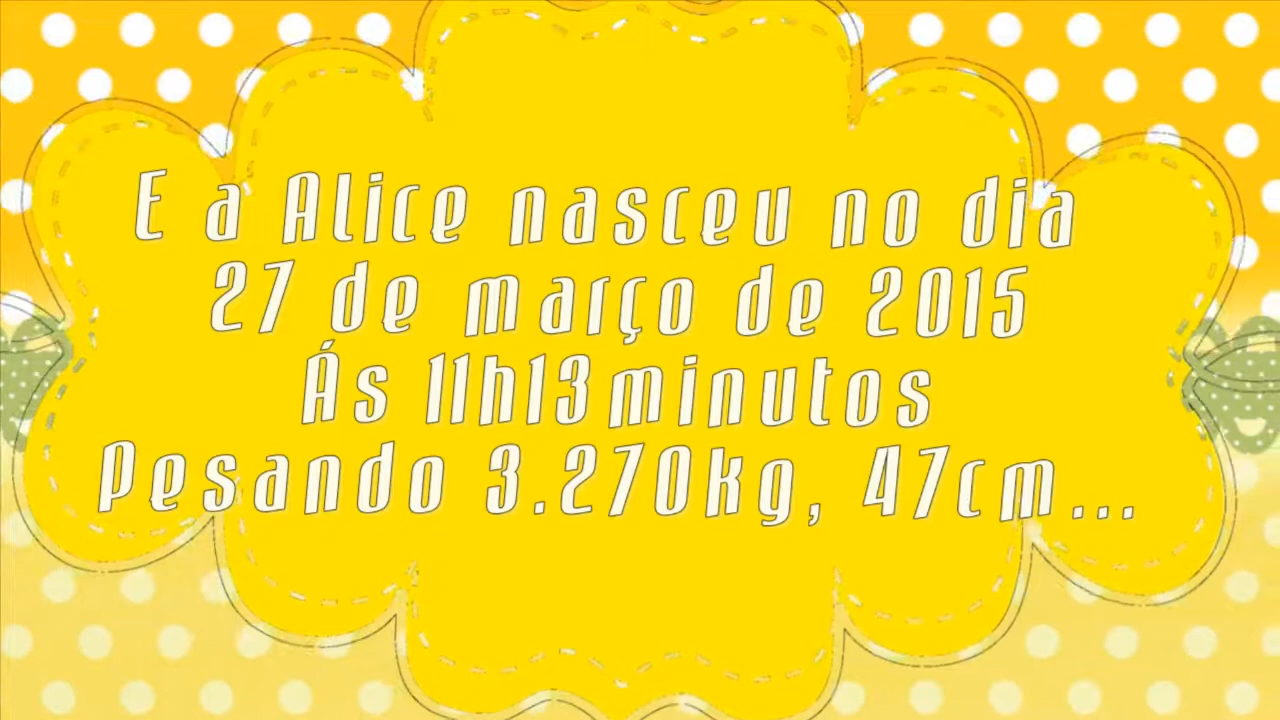 E a Alice nasceu no dia
27 de março de 2015
Ás 11h13minutos
Pesando 3.270kg, 47cm...